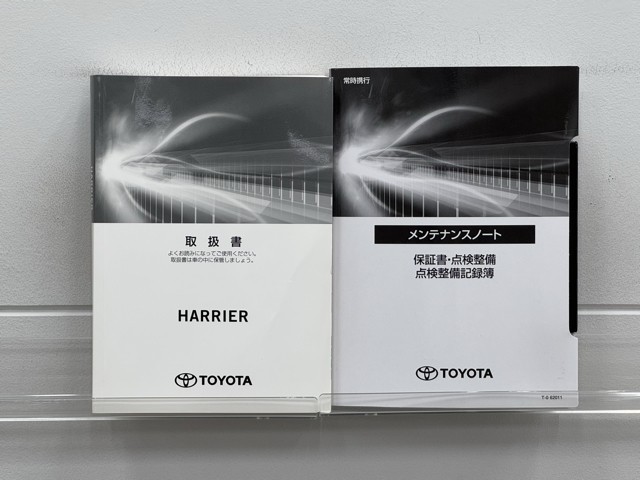 取扱書
よくお読みになってご使用ください。
取扱書は車の中に保管しましょう。
HARRIER
TOYOTA
常時携行
メンテナンスノート
保証書・点検整備
点検整備記録簿
TOYOTA